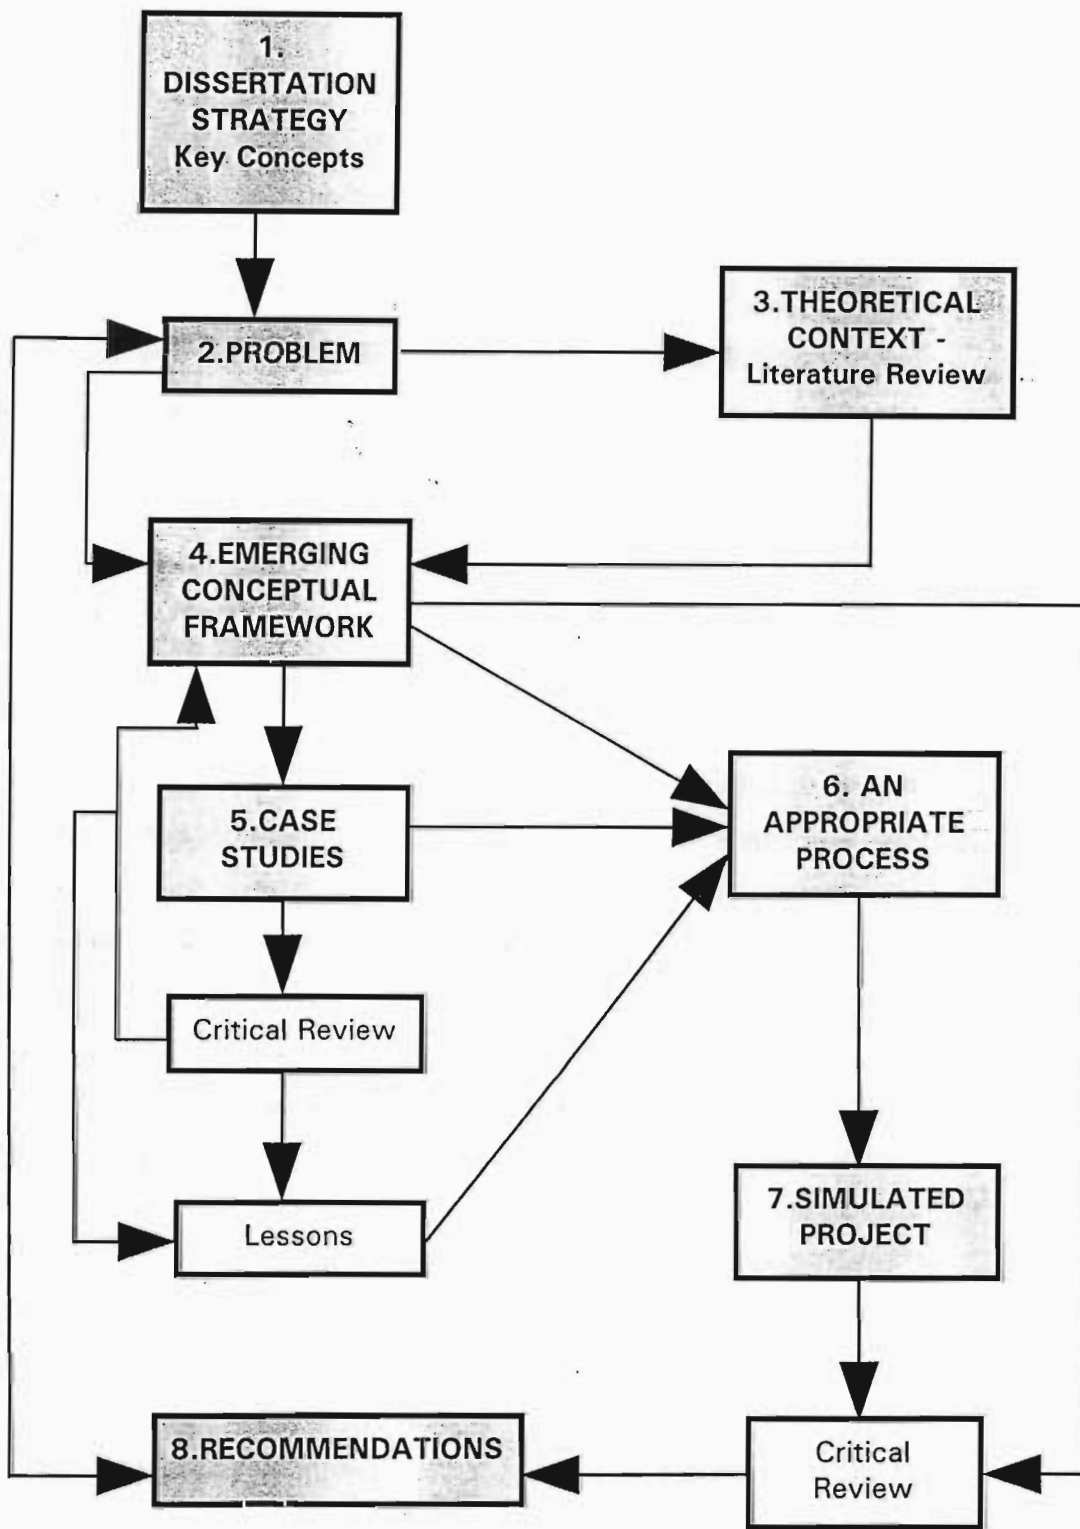 1.
DISSERTATION
STRATEGY
Key Concepts
2.PROBLEM
3.THEORETICAL
CONTEXT -
Literature Review
4.EMERGING
CONCEPTUAL
FRAMEWORK
5.CASE
STUDIES
6. AN
APPROPRIATE
PROCESS
Critical Review
Lessons
7.SIMULATED
PROJECT
8.RECOMMENDATIONS
Critical
Review